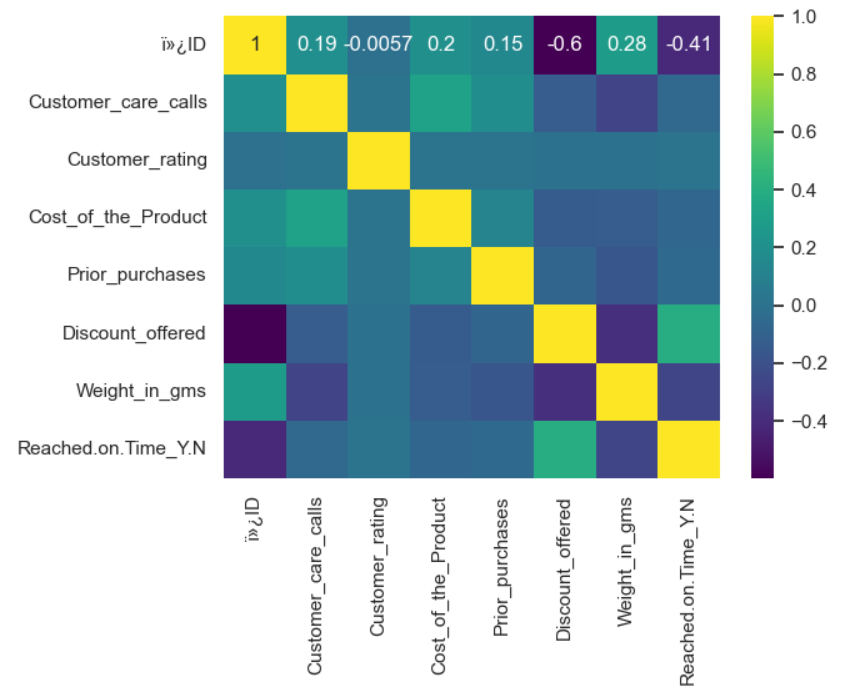 ï»¿ID 1 0.19 -0.0057 0.2 0.15 -0.6 0.28 -0.41
Customer_care_calls
Customer_rating
Cost_of_the_Product
Prior_purchases
Discount_offered
Weight_in_gms
Reached.on.Time_Y.N
ï»¿ID
Customer_care_calls
Customer_rating
Cost_of_the_Product
Prior_purchases
Discount_offered
Weight_in_gms
Reached.on.Time_Y.N
1.0
0.8
0.6
0.4
0.2
0.0
−0.2
−0.4